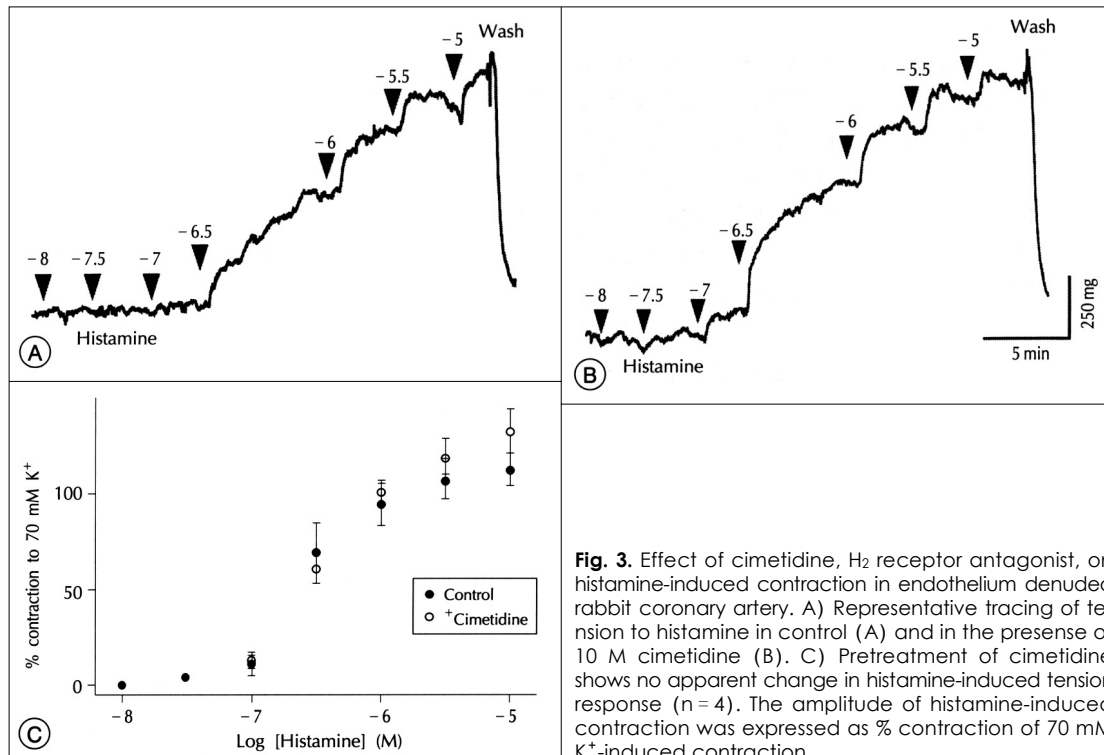 Wash
-5
-5.5
-6
-6.5
-8 -7.5 -7
Histamine
A
Wash
-5
-5.5
-6
-6.5
-8 -7.5 -7
Histamine
250 mg
5 min
B
% contraction to 70 mM K⁺
100
50
0
● Control
○ ⁺Cimetidine
-8 -7 -6 -5
Log [Histamine] (M)
C
Fig. 3. Effect of cimetidine, H₂ receptor antagonist, on
histamine-induced contraction in endothelium denuded
rabbit coronary artery. A) Representative tracing of te-
nsion to histamine in control (A) and in the presense of
10 M cimetidine (B). C) Pretreatment of cimetidine
shows no apparent change in histamine-induced tension
response (n = 4). The amplitude of histamine-induced
contraction was expressed as % contraction of 70 mM
K⁺-induced contraction